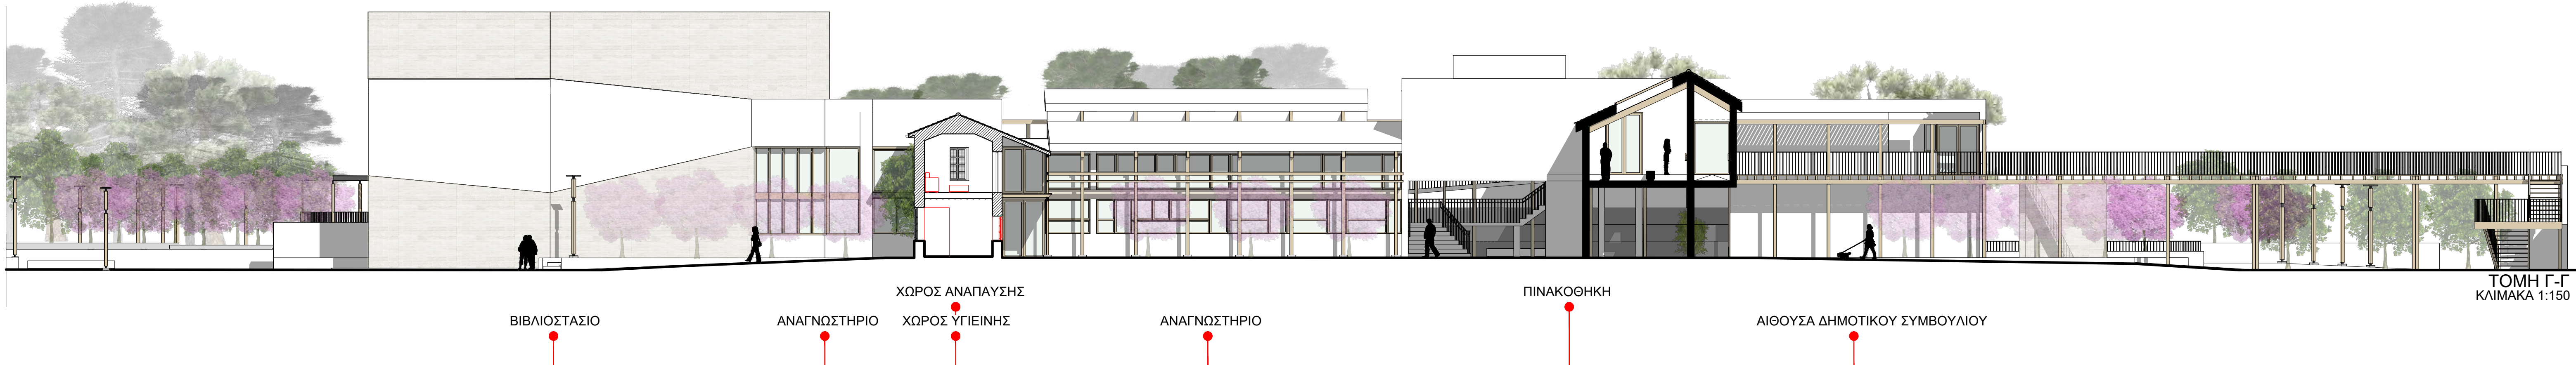 ΤΟΜΗ Γ-Γ
ΚΛΙΜΑΚΑ 1:150
ΧΩΡΟΣ ΑΝΑΠΑΥΣΗΣ
ΠΙΝΑΚΟΘΗΚΗ
ΒΙΒΛΙΟΣΤΑΣΙΟ
ΑΝΑΓΝΩΣΤΗΡΙΟ
ΧΩΡΟΣ ΥΓΙΕΙΝΗΣ
ΑΝΑΓΝΩΣΤΗΡΙΟ
ΑΙΘΟΥΣΑ ΔΗΜΟΤΙΚΟΥ ΣΥΜΒΟΥΛΙΟΥ